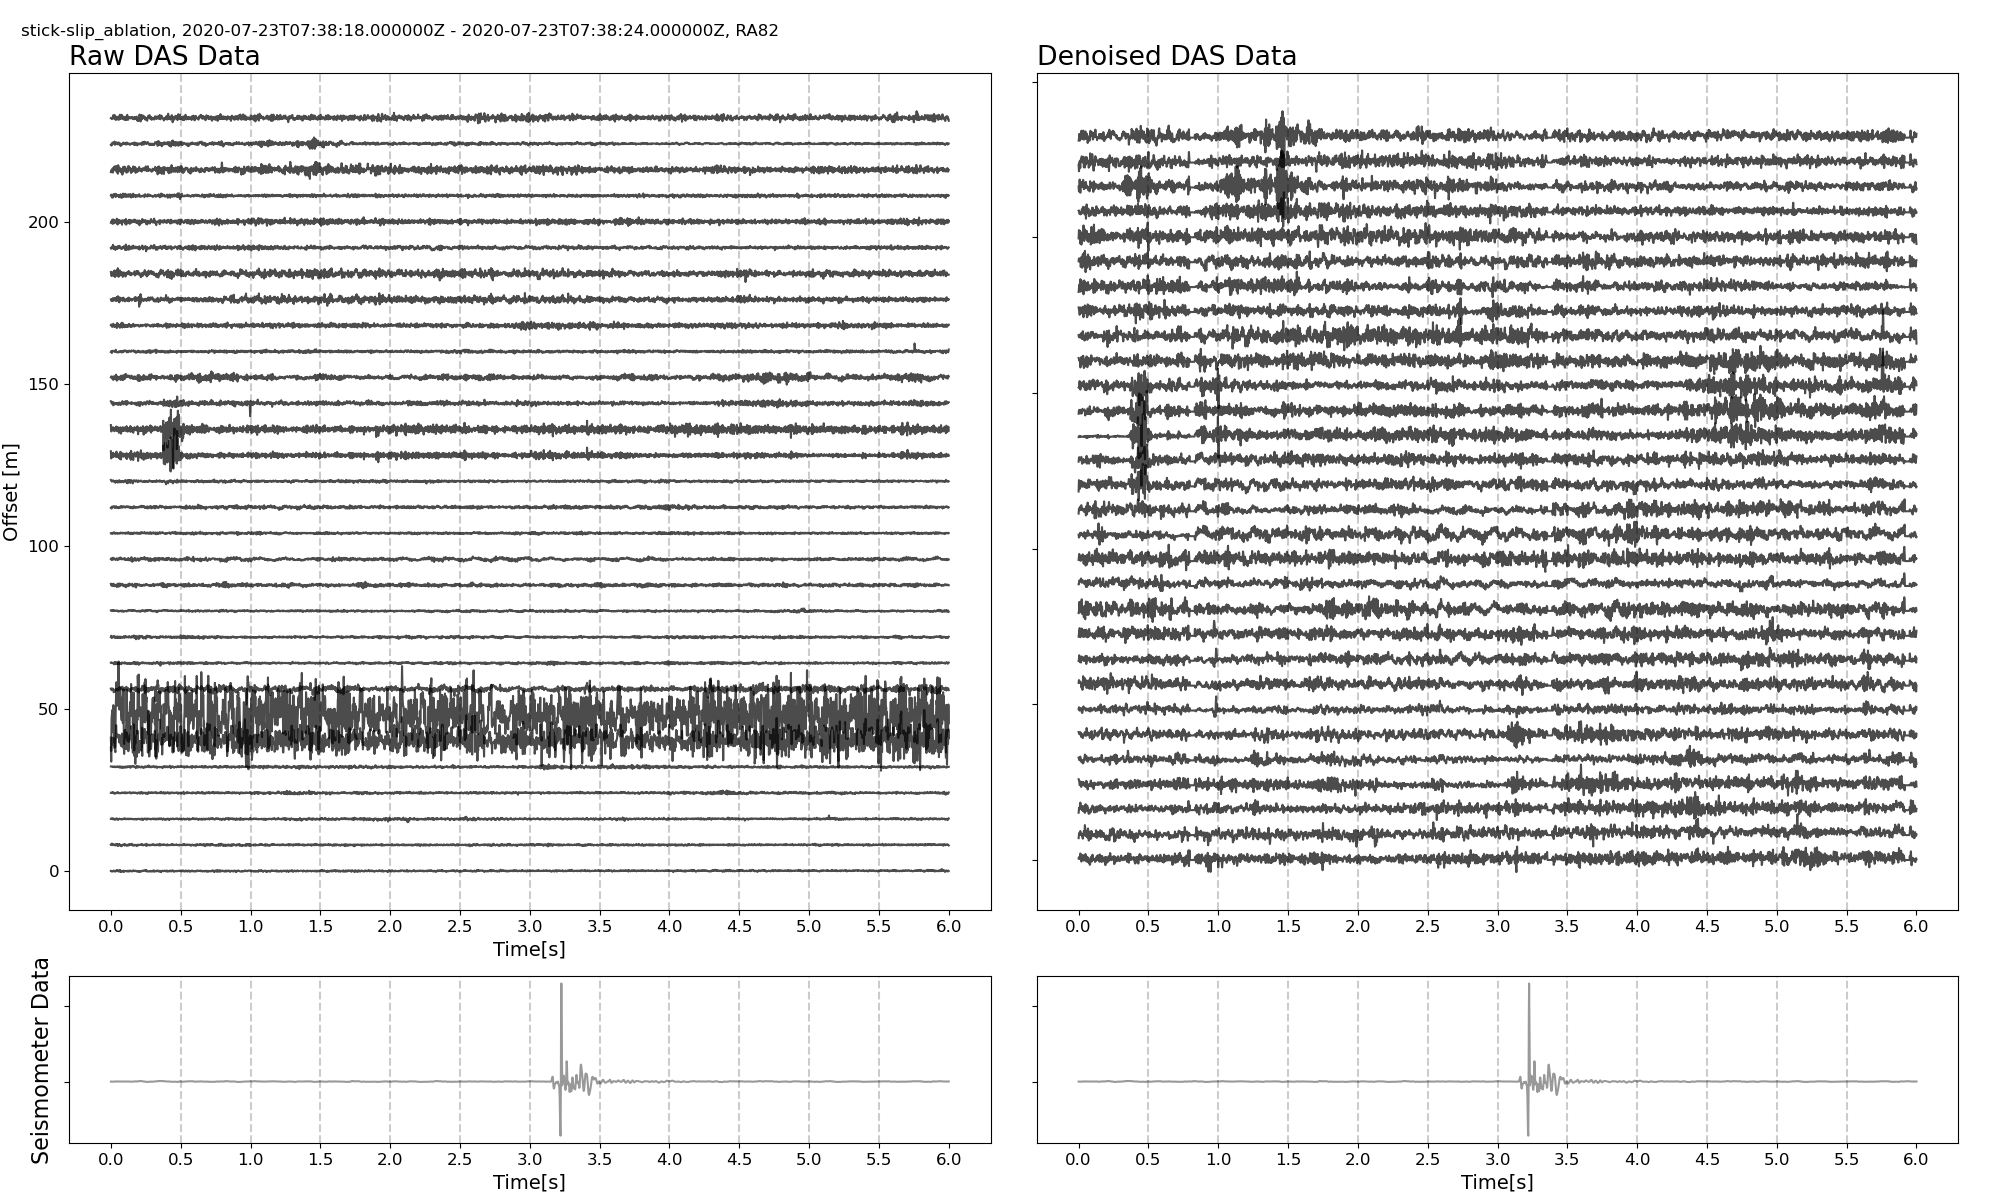 stick-slip_ablation, 2020-07-23T07:38:18.000000Z - 2020-07-23T07:38:24.000000Z, RA82
Raw DAS Data
Denoised DAS Data
Offset [m]
200
150
100
50
0
0.0 0.5 1.0 1.5 2.0 2.5 3.0 3.5 4.0 4.5 5.0 5.5 6.0
Time[s]
0.0 0.5 1.0 1.5 2.0 2.5 3.0 3.5 4.0 4.5 5.0 5.5 6.0
Seismometer Data
0.0 0.5 1.0 1.5 2.0 2.5 3.0 3.5 4.0 4.5 5.0 5.5 6.0
Time[s]
0.0 0.5 1.0 1.5 2.0 2.5 3.0 3.5 4.0 4.5 5.0 5.5 6.0
Time[s]